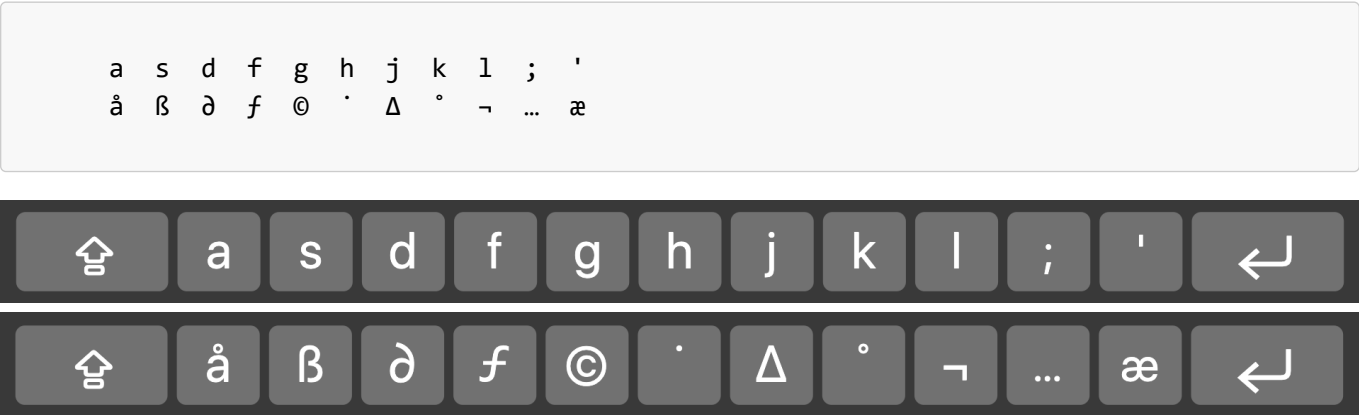 a s d f g h j k l ; '
å ß ∂ ƒ © ˙ ∆ ˚ ¬ … æ
a s d f g h j k l ; '
å ß ∂ ƒ © ˙ ∆ ˚ ¬ … æ